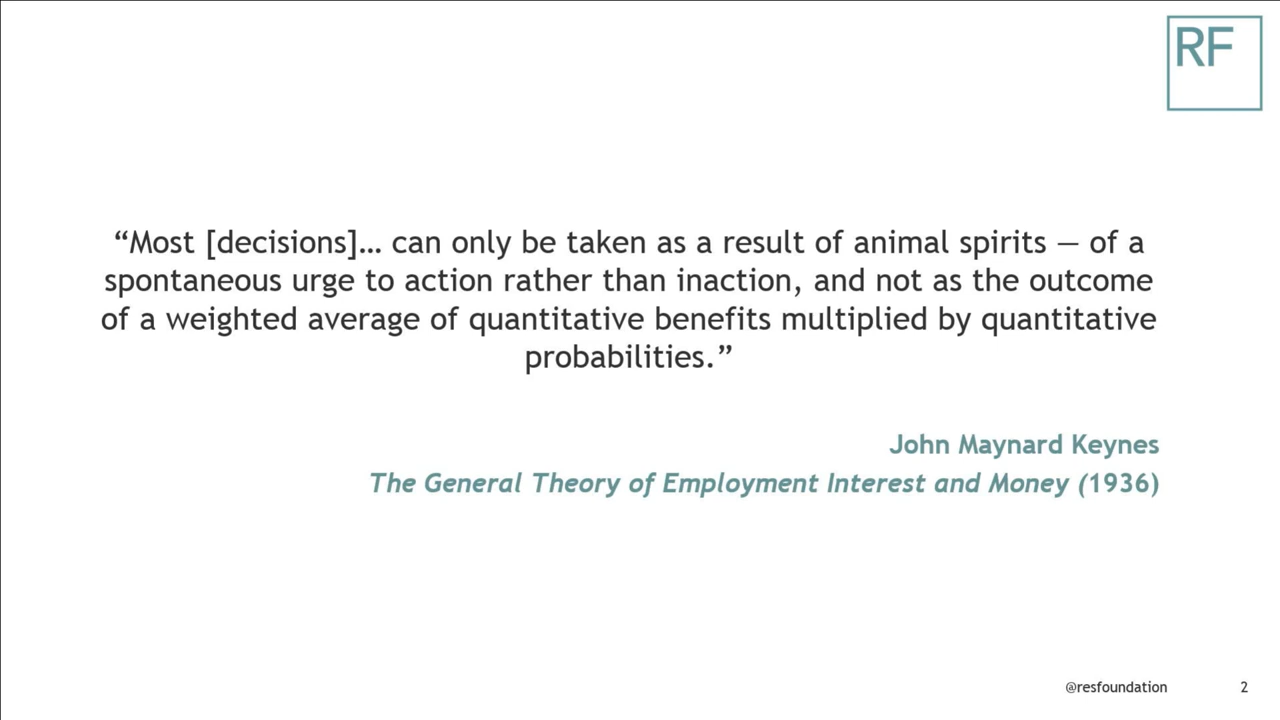 RF
“Most [decisions]… can only be taken as a result of animal spirits — of a
spontaneous urge to action rather than inaction, and not as the outcome
of a weighted average of quantitative benefits multiplied by quantitative
probabilities.”
John Maynard Keynes
The General Theory of Employment Interest and Money (1936)
@resfoundation 2